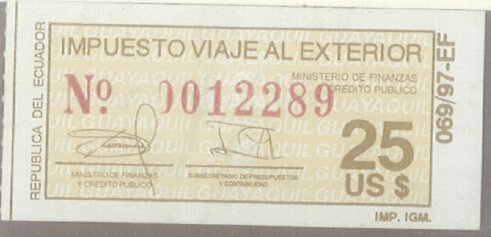 REPUBLICA DEL ECUADOR
IMPUESTO VIAJE AL EXTERIOR
MINISTERIO DE FINANZAS
Y CREDITO PUBLICO
Nº 0012289
069/97-EF
25
US $
MINISTRO DE FINANZAS
Y CREDITO PUBLICO
SUBSECRETARIO DE PRESUPUESTOS
Y CONTABILIDAD
IMP. IGM.
GUAYAQUIL